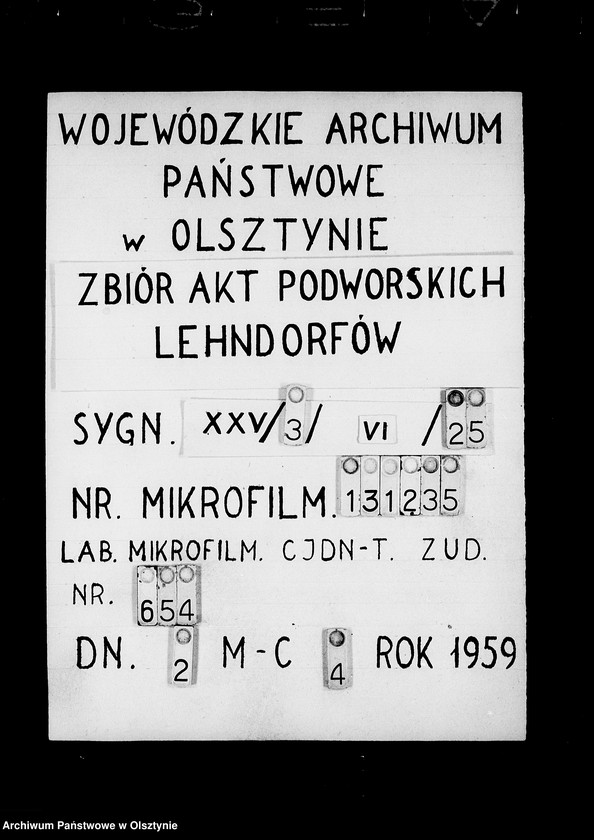 WOJEWÓDZKIE ARCHIWUM
PAŃSTWOWE
w OLSZTYNIE
ZBIÓR AKT PODWORSKICH
LEHNDORFÓW
SYGN. XXV/3/ VI /25
NR. MIKROFILM. 131235
LAB. MIKROFILM. CJDN-T. ZUD.
NR. 654
DN. 2 M-C 4 ROK 1959
Archiwum Państwowe w Olsztynie